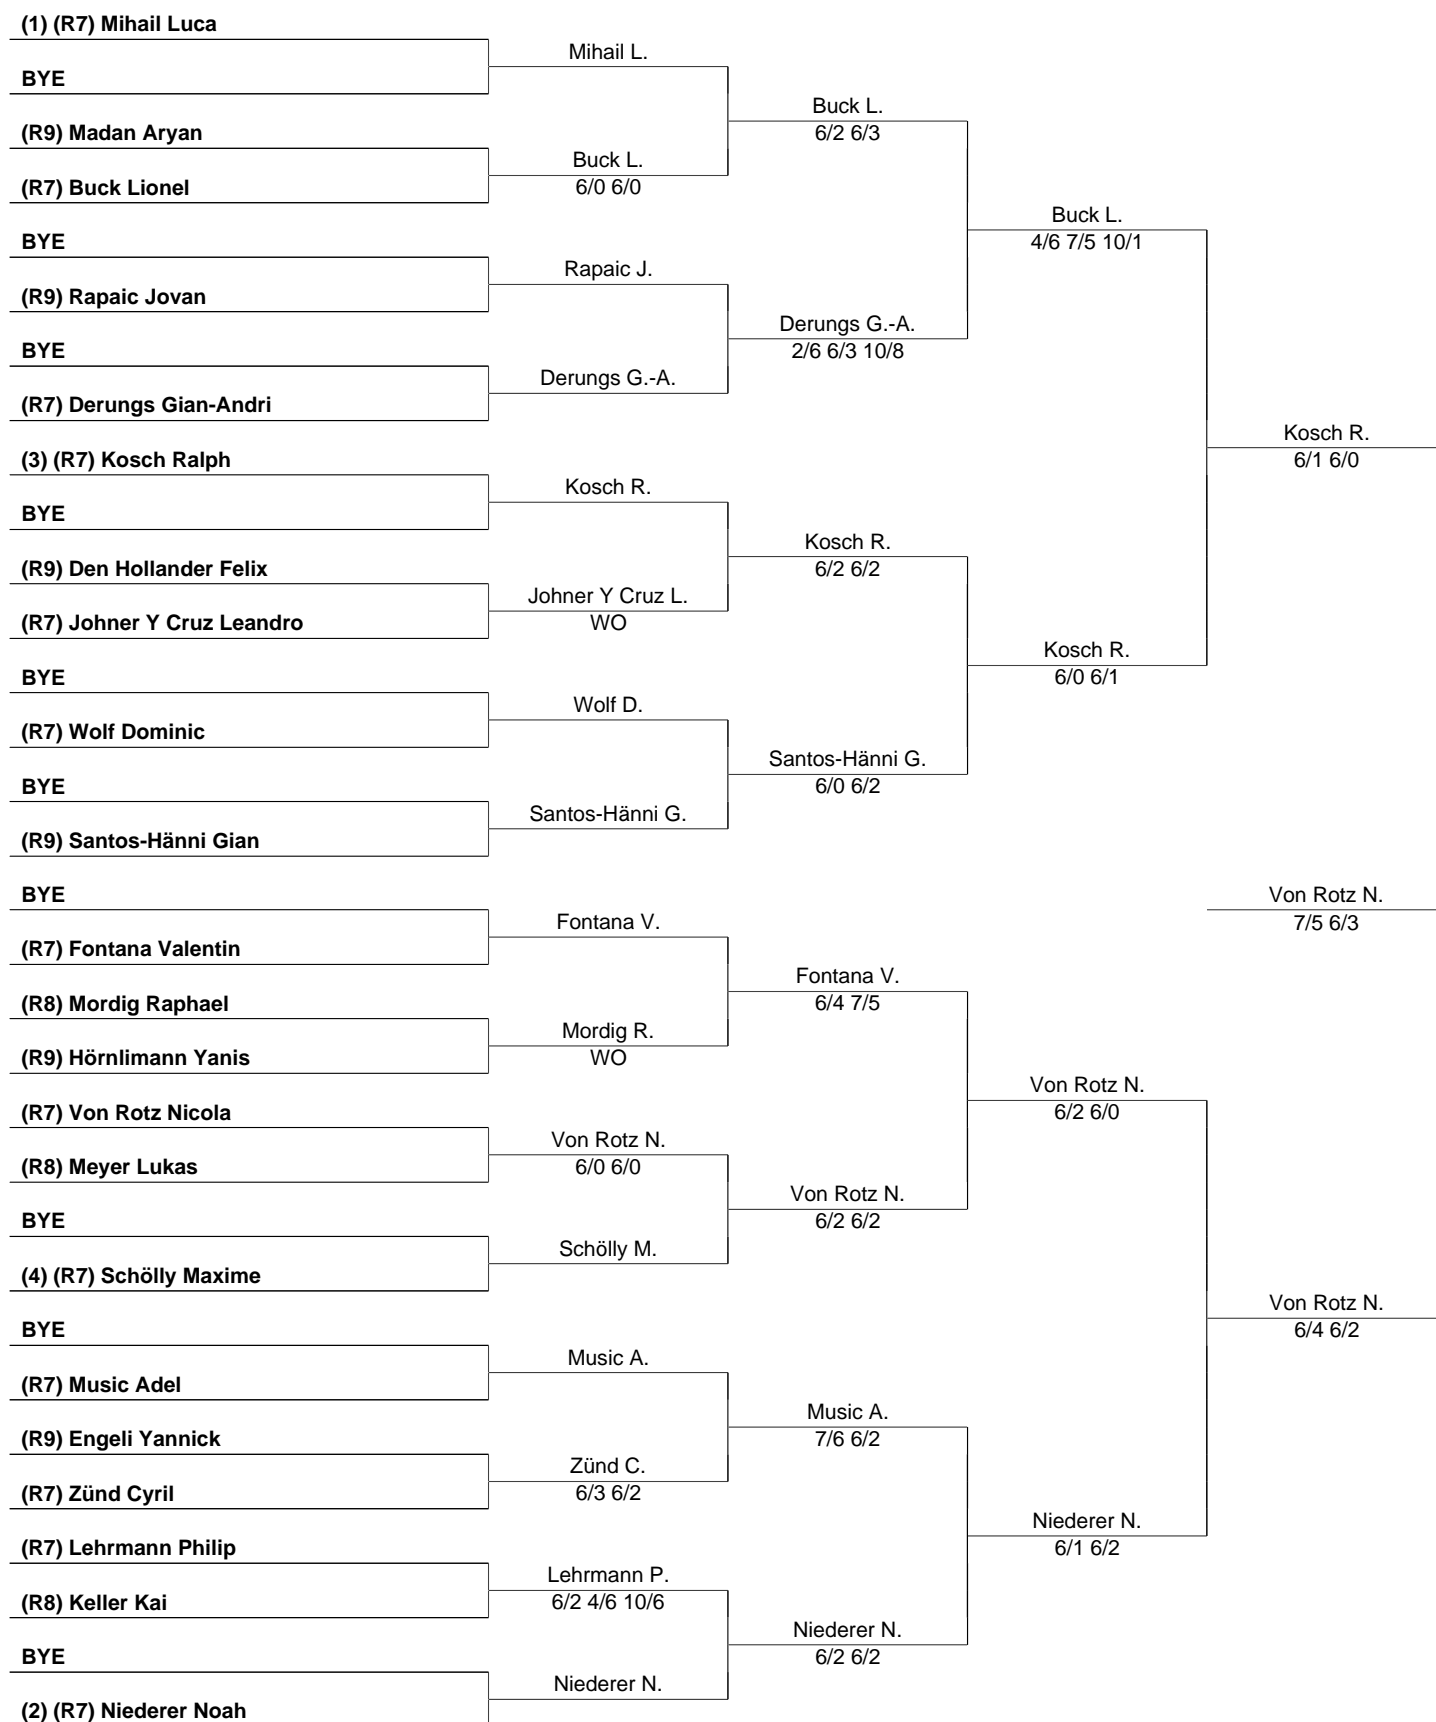 (1) (R7) Mihail Luca
Mihail L.
BYE
Buck L.
6/2 6/3
(R9) Madan Aryan
Buck L.
6/0 6/0
(R7) Buck Lionel
Buck L.
4/6 7/5 10/1
BYE
Rapaic J.
(R9) Rapaic Jovan
Derungs G.-A.
2/6 6/3 10/8
BYE
Derungs G.-A.
(R7) Derungs Gian-Andri
Kosch R.
6/1 6/0
(3) (R7) Kosch Ralph
Kosch R.
BYE
Kosch R.
6/2 6/2
(R9) Den Hollander Felix
Johner Y Cruz L.
WO
(R7) Johner Y Cruz Leandro
Kosch R.
6/0 6/1
BYE
Wolf D.
(R7) Wolf Dominic
Santos-Hänni G.
6/0 6/2
BYE
Santos-Hänni G.
(R9) Santos-Hänni Gian
BYE
Von Rotz N.
7/5 6/3
Fontana V.
(R7) Fontana Valentin
Fontana V.
6/4 7/5
(R8) Mordig Raphael
Mordig R.
WO
(R9) Hörnlimann Yanis
Von Rotz N.
6/2 6/0
(R7) Von Rotz Nicola
Von Rotz N.
6/0 6/0
(R8) Meyer Lukas
Von Rotz N.
6/2 6/2
BYE
Schölly M.
(4) (R7) Schölly Maxime
Von Rotz N.
6/4 6/2
BYE
Music A.
(R7) Music Adel
Music A.
7/6 6/2
(R9) Engeli Yannick
Zünd C.
6/3 6/2
(R7) Zünd Cyril
Niederer N.
6/1 6/2
(R7) Lehrmann Philip
Lehrmann P.
6/2 4/6 10/6
(R8) Keller Kai
Niederer N.
6/2 6/2
BYE
Niederer N.
(2) (R7) Niederer Noah